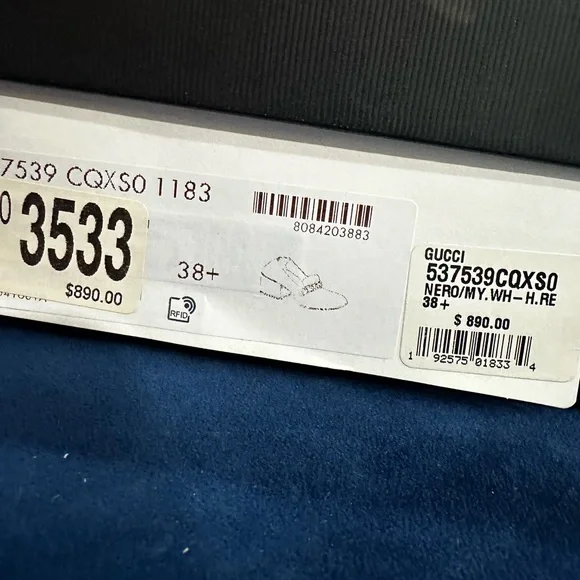 7539 CQXS0 1183
8084203883
0 3533
$890.00
38+
RFID
GUCCI
537539CQXS0
NERO/MY.WH-H.RE
38+
$ 890.00
1 92575 01833 4